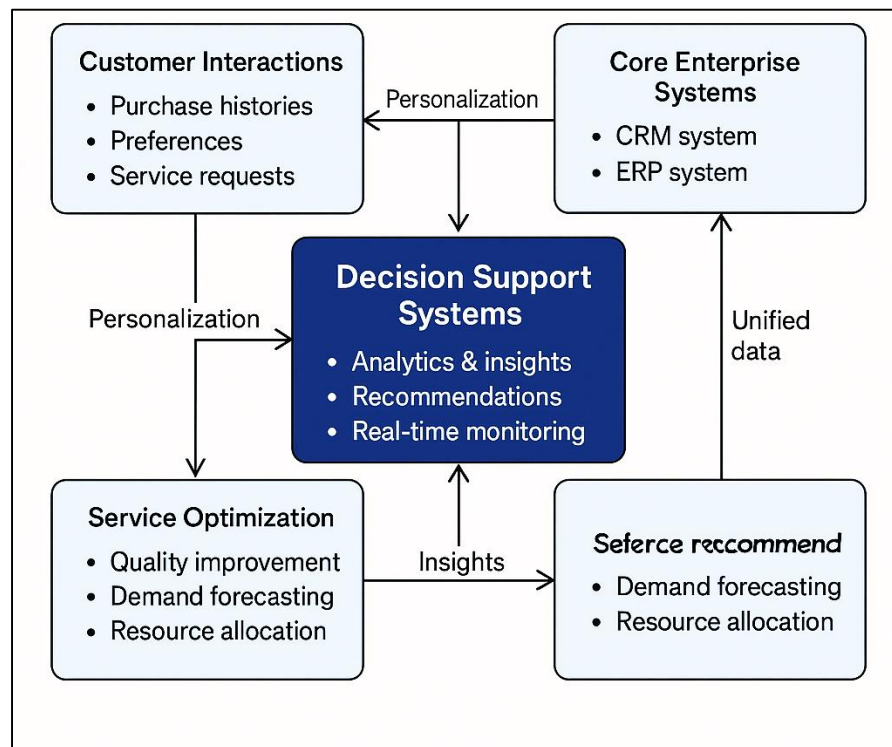 Customer Interactions
• Purchase histories
• Preferences
• Service requests
Personalization
Core Enterprise
Systems
• CRM system
• ERP system
Decision Support
Systems
• Analytics & insights
• Recommendations
• Real-time monitoring
Personalization
Unified
data
Service Optimization
• Quality improvement
• Demand forecasting
• Resource allocation
Insights
Seferce reccommend
• Demand forecasting
• Resource allocation